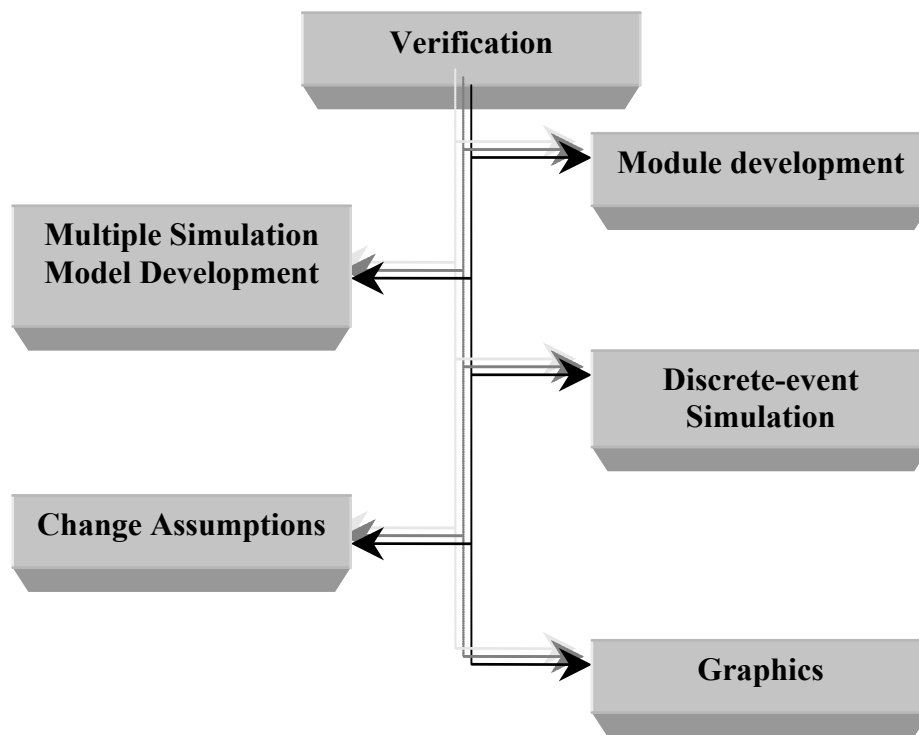 Verification
Module development
Multiple Simulation
Model Development
Discrete-event
Simulation
Change Assumptions
Graphics